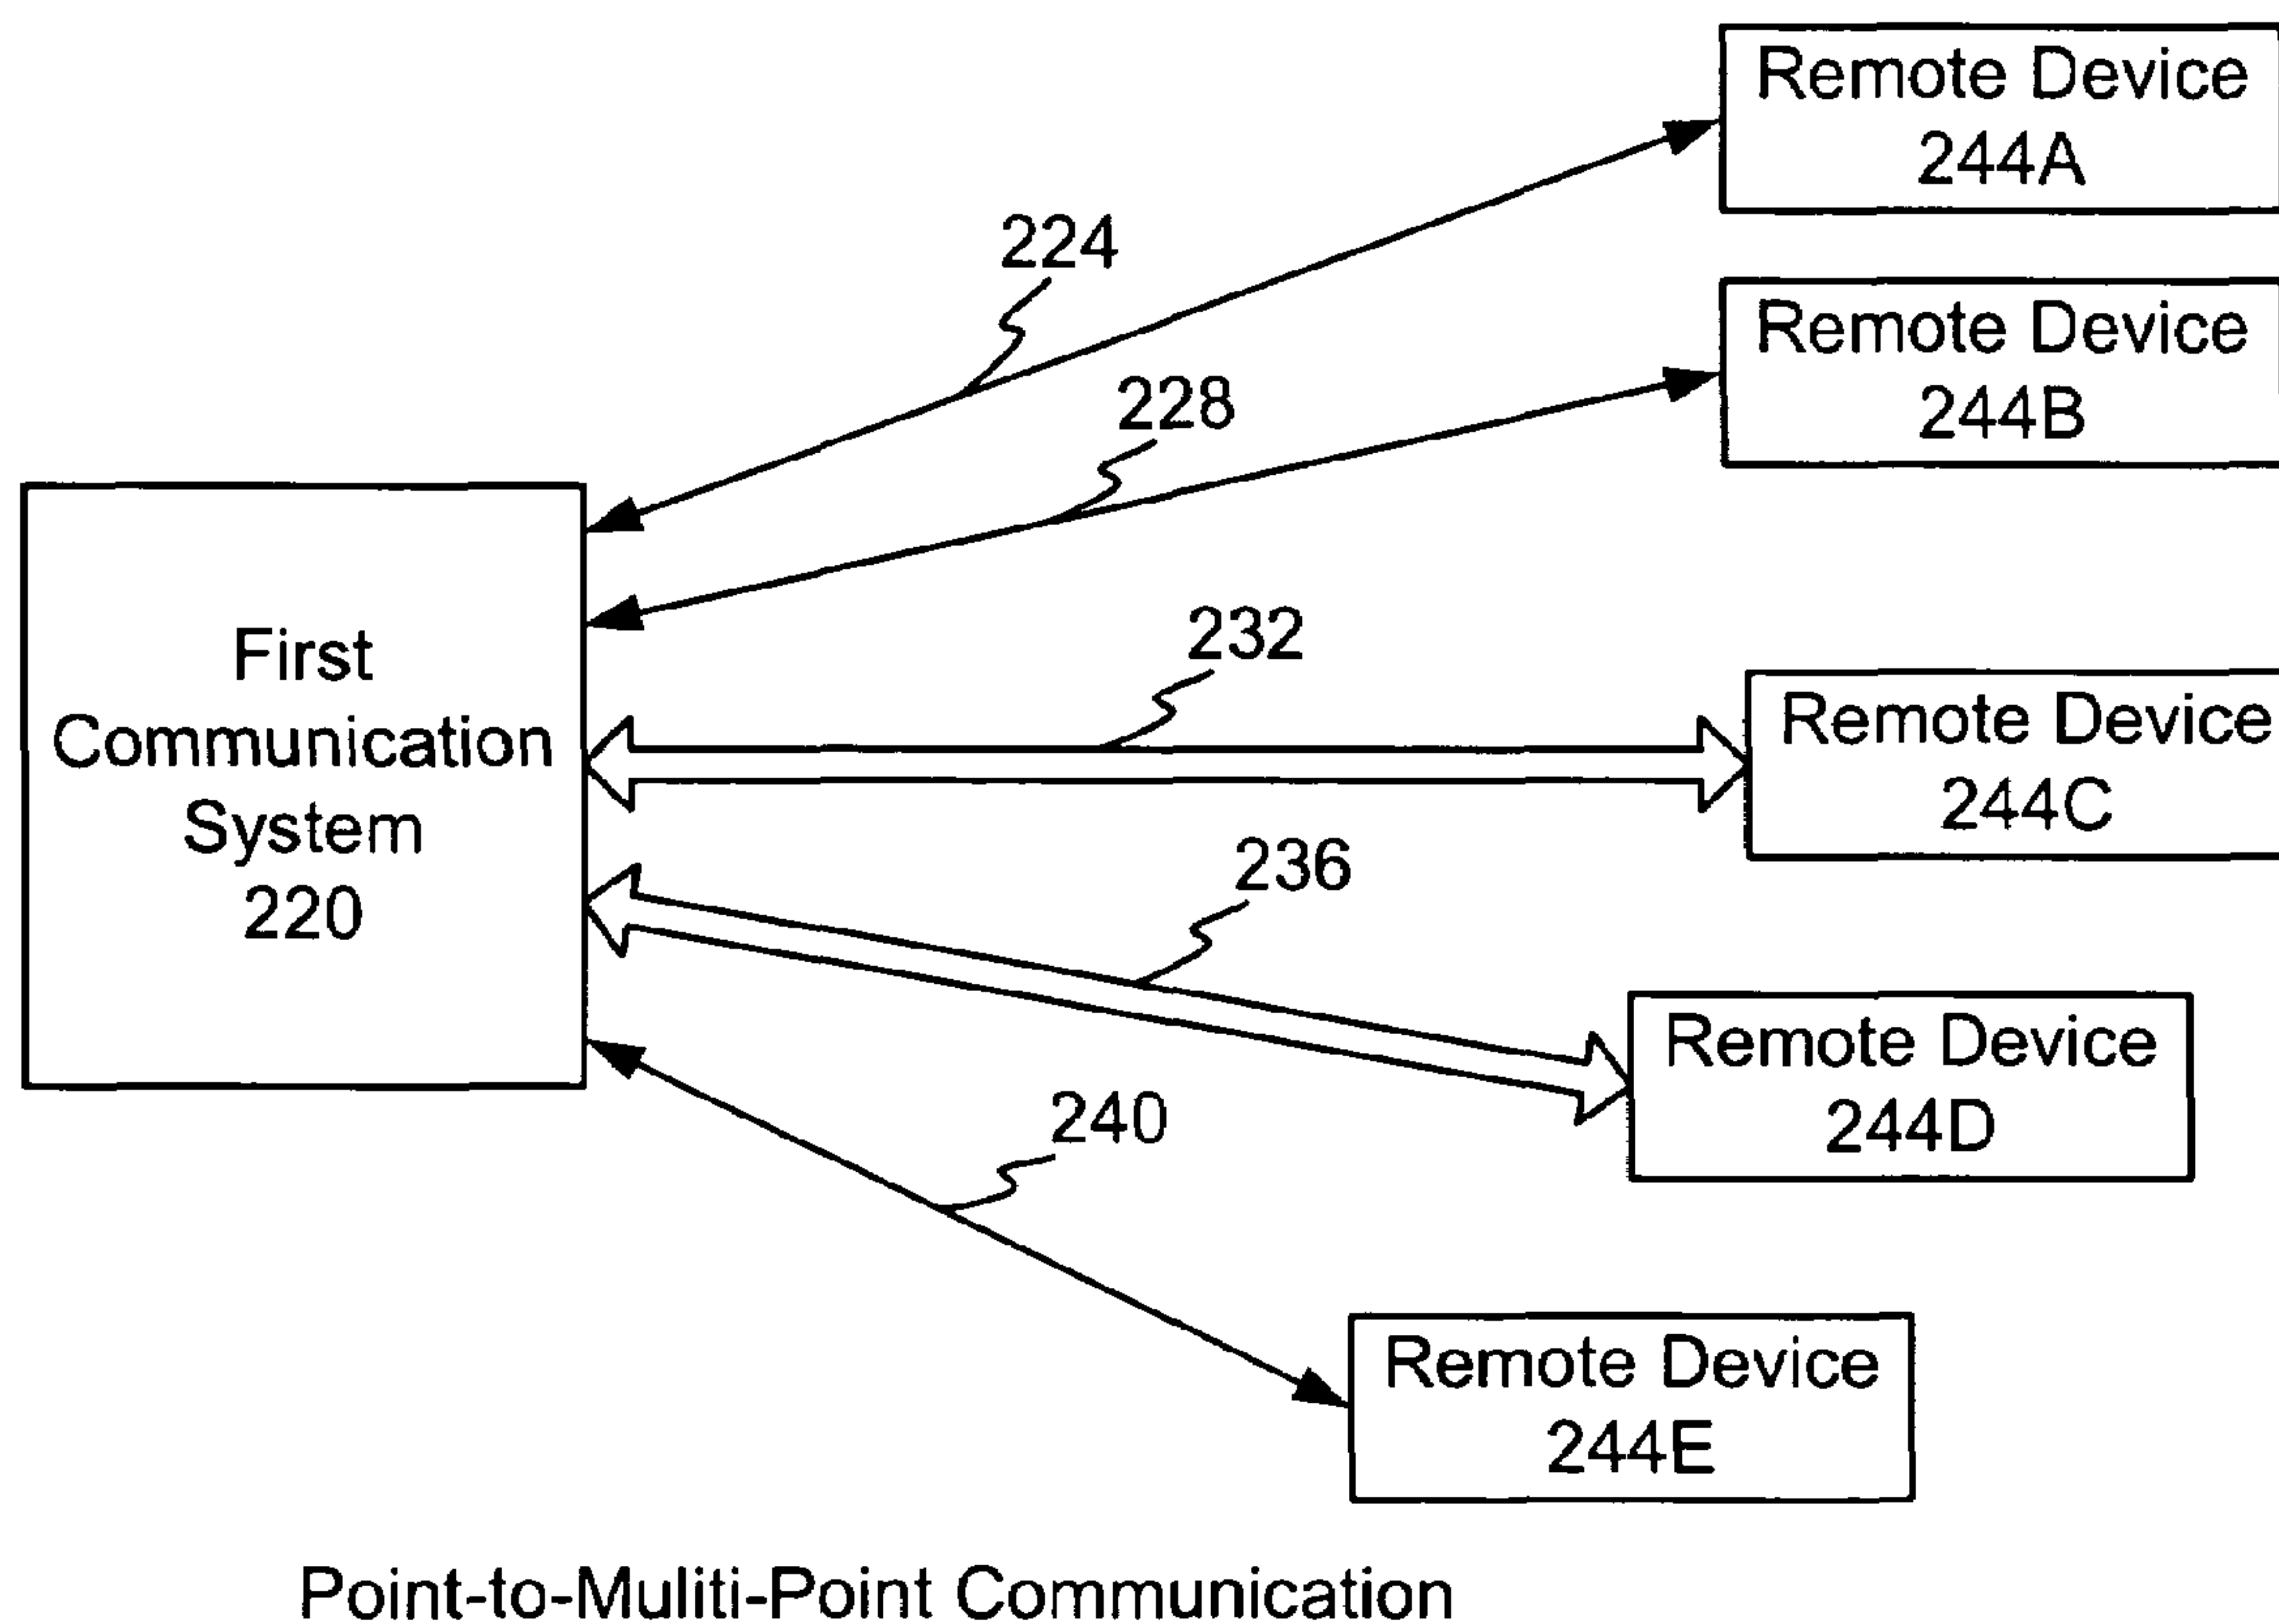 Remote Device
244A
224
Remote Device
244B
228
First
Communication
System
220
232
Remote Device
244C
236
Remote Device
244D
240
Remote Device
244E
Point-to-Muliti-Point Communication